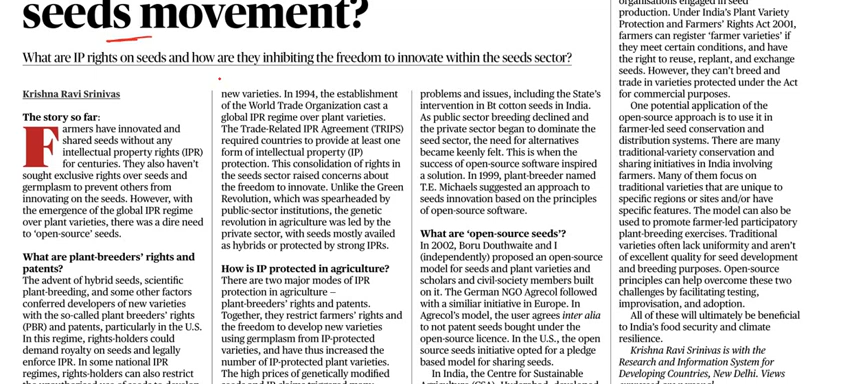 seeds movement?
What are IP rights on seeds and how are they inhibiting the freedom to innovate within the seeds sector?
Krishna Ravi Srinivas
The story so far:
Farmers have innovated and
shared seeds without any
intellectual property rights (IPR)
for centuries. They also haven't
sought exclusive rights over seeds and
germplasm to prevent others from
innovating on the seeds. However, with
the emergence of the global IPR regime
over plant varieties, there was a dire need
to 'open-source' seeds.
What are plant-breeders' rights and
patents?
The advent of hybrid seeds, scientific
plant-breeding, and some other factors
conferred developers of new varieties
with the so-called plant breeders' rights
(PBR) and patents, particularly in the U.S.
In this regime, rights-holders could
demand royalty on seeds and legally
enforce IPR. In some national IPR
regimes, rights-holders can also restrict
new varieties. In 1994, the establishment
of the World Trade Organization cast a
global IPR regime over plant varieties.
The Trade-Related IPR Agreement (TRIPS)
required countries to provide at least one
form of intellectual property (IP)
protection. This consolidation of rights in
the seeds sector raised concerns about
the freedom to innovate. Unlike the Green
Revolution, which was spearheaded by
public-sector institutions, the genetic
revolution in agriculture was led by the
private sector, with seeds mostly availed
as hybrids or protected by strong IPRs.
How is IP protected in agriculture?
There are two major modes of IPR
protection in agriculture –
plant-breeders' rights and patents.
Together, they restrict farmers' rights and
the freedom to develop new varieties
using germplasm from IP-protected
varieties, and have thus increased the
number of IP-protected plant varieties.
The high prices of genetically modified
problems and issues, including the State's
intervention in Bt cotton seeds in India.
As public sector breeding declined and
the private sector began to dominate the
seed sector, the need for alternatives
became keenly felt. This is when the
success of open-source software inspired
a solution. In 1999, plant-breeder named
T.E. Michaels suggested an approach to
seeds innovation based on the principles
of open-source software.
What are 'open-source seeds'?
In 2002, Boru Douthwaite and I
(independently) proposed an open-source
model for seeds and plant varieties and
scholars and civil-society members built
on it. The German NGO Agrecol followed
with a similiar initiative in Europe. In
Agrecol's model, the user agrees inter alia
to not patent seeds bought under the
open-source licence. In the U.S., the open
source seeds initiative opted for a pledge
based model for sharing seeds.
In India, the Centre for Sustainable
production. Under India's Plant Variety
Protection and Farmers' Rights Act 2001,
farmers can register 'farmer varieties' if
they meet certain conditions, and have
the right to reuse, replant, and exchange
seeds. However, they can't breed and
trade in varieties protected under the Act
for commercial purposes.
One potential application of the
open-source approach is to use it in
farmer-led seed conservation and
distribution systems. There are many
traditional-variety conservation and
sharing initiatives in India involving
farmers. Many of them focus on
traditional varieties that are unique to
specific regions or sites and/or have
specific features. The model can also be
used to promote farmer-led participatory
plant-breeding exercises. Traditional
varieties often lack uniformity and aren't
of excellent quality for seed development
and breeding purposes. Open-source
principles can help overcome these two
challenges by facilitating testing,
improvisation, and adoption.
All of these will ultimately be beneficial
to India's food security and climate
resilience.
Krishna Ravi Srinivas is with the
Research and Information System for
Developing Countries, New Delhi. Views